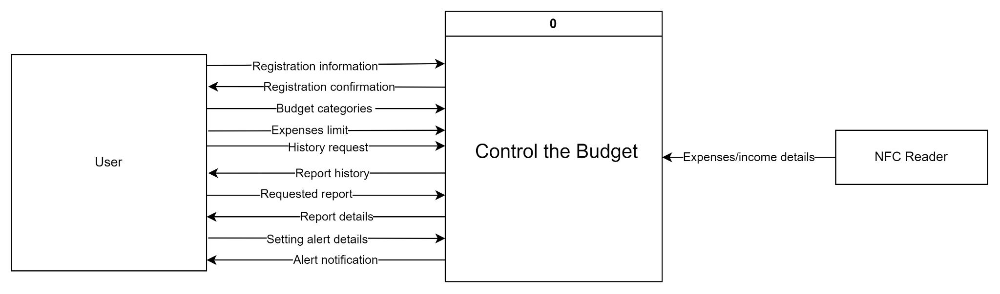 0
Registration information
Registration confirmation
Budget categories
Expenses limit
History request
Control the Budget
Expenses/income details
NFC Reader
User
Report history
Requested report
Report details
Setting alert details
Alert notification